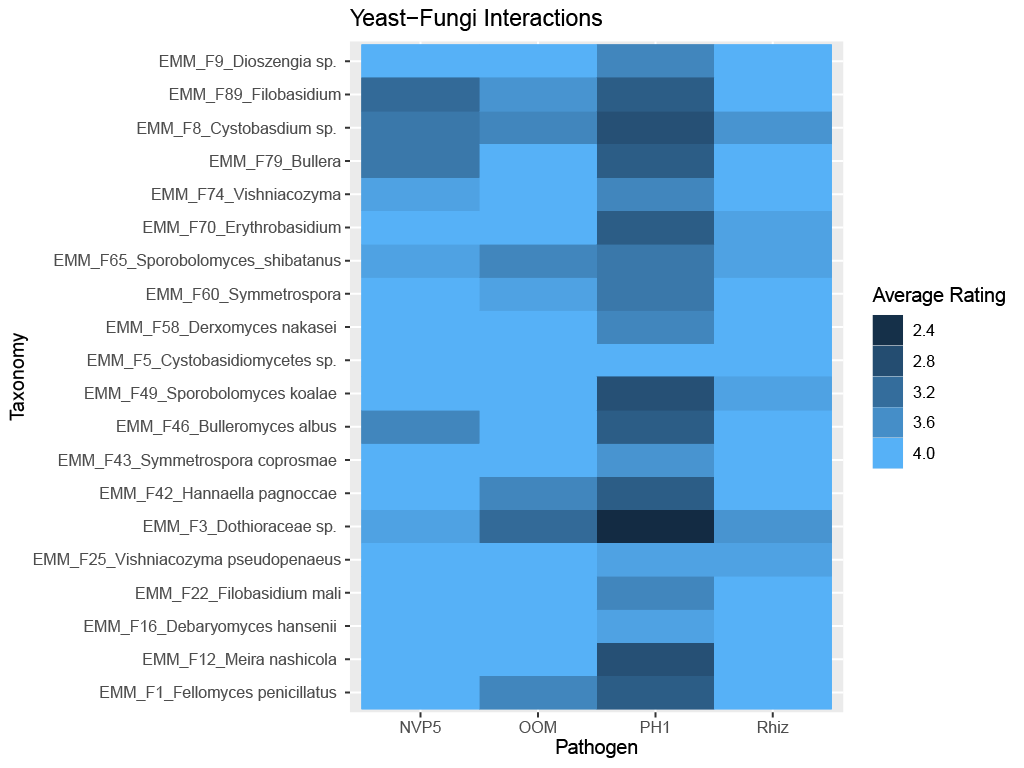 Yeast−Fungi Interactions
EMM_F9_Dioszengia sp.
EMM_F89_Filobasidium
EMM_F8_Cystobasdium sp.
EMM_F79_Bullera
EMM_F74_Vishniacozyma
EMM_F70_Erythrobasidium
EMM_F65_Sporobolomyces_shibatanus
EMM_F60_Symmetrospora
EMM_F58_Derxomyces nakasei
EMM_F5_Cystobasidiomycetes sp.
EMM_F49_Sporobolomyces koalae
EMM_F46_Bulleromyces albus
EMM_F43_Symmetrospora coprosmae
EMM_F42_Hannaella pagnoccae
EMM_F3_Dothioraceae sp.
EMM_F25_Vishniacozyma pseudopenaeus
EMM_F22_Filobasidium mali
EMM_F16_Debaryomyces hansenii
EMM_F12_Meira nashicola
EMM_F1_Fellomyces penicillatus
Taxonomy
NVP5 OOM PH1 Rhiz
Pathogen
Average Rating
2.4
2.8
3.2
3.6
4.0